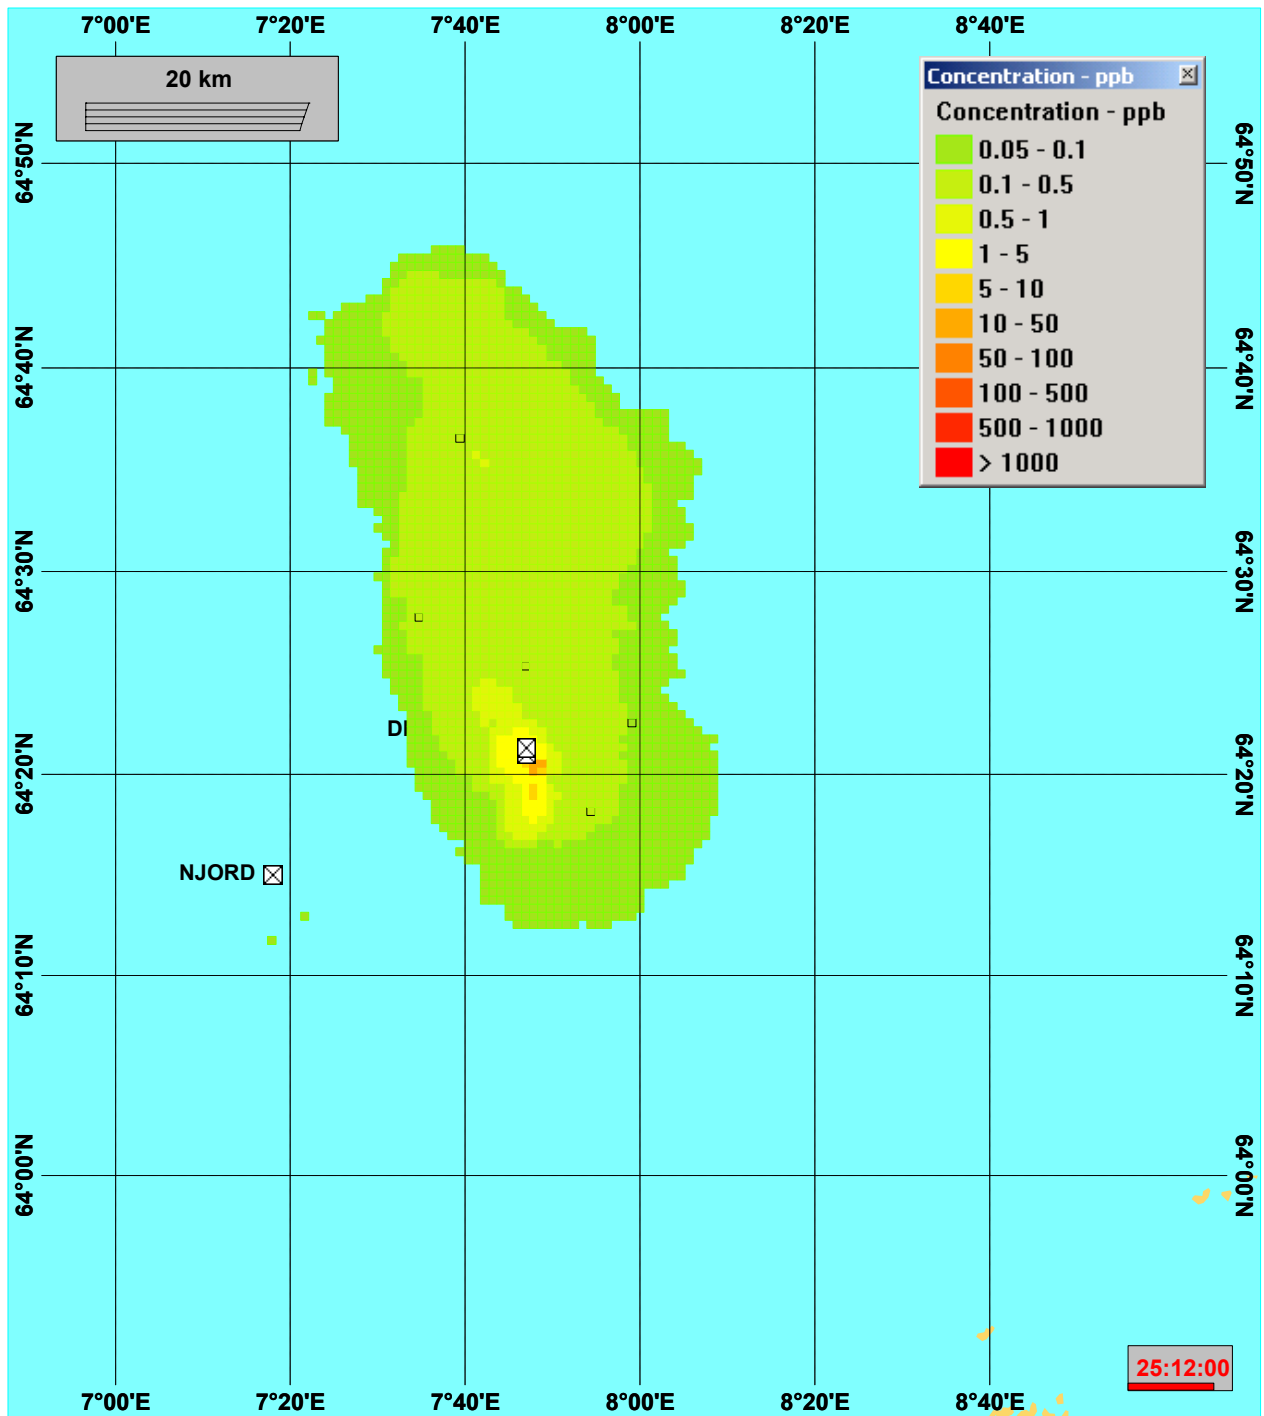 7°00'E 7°20'E 7°40'E 8°00'E 8°20'E 8°40'E
20 km
Concentration - ppb
Concentration - ppb
0.05 - 0.1
0.1 - 0.5
0.5 - 1
1 - 5
5 - 10
10 - 50
50 - 100
100 - 500
500 - 1000
> 1000
64°50'N 64°50'N
64°40'N 64°40'N
64°30'N 64°30'N
64°20'N 64°20'N
64°10'N 64°10'N
64°00'N 64°00'N
NJORD
25:12:00
7°00'E 7°20'E 7°40'E 8°00'E 8°20'E 8°40'E